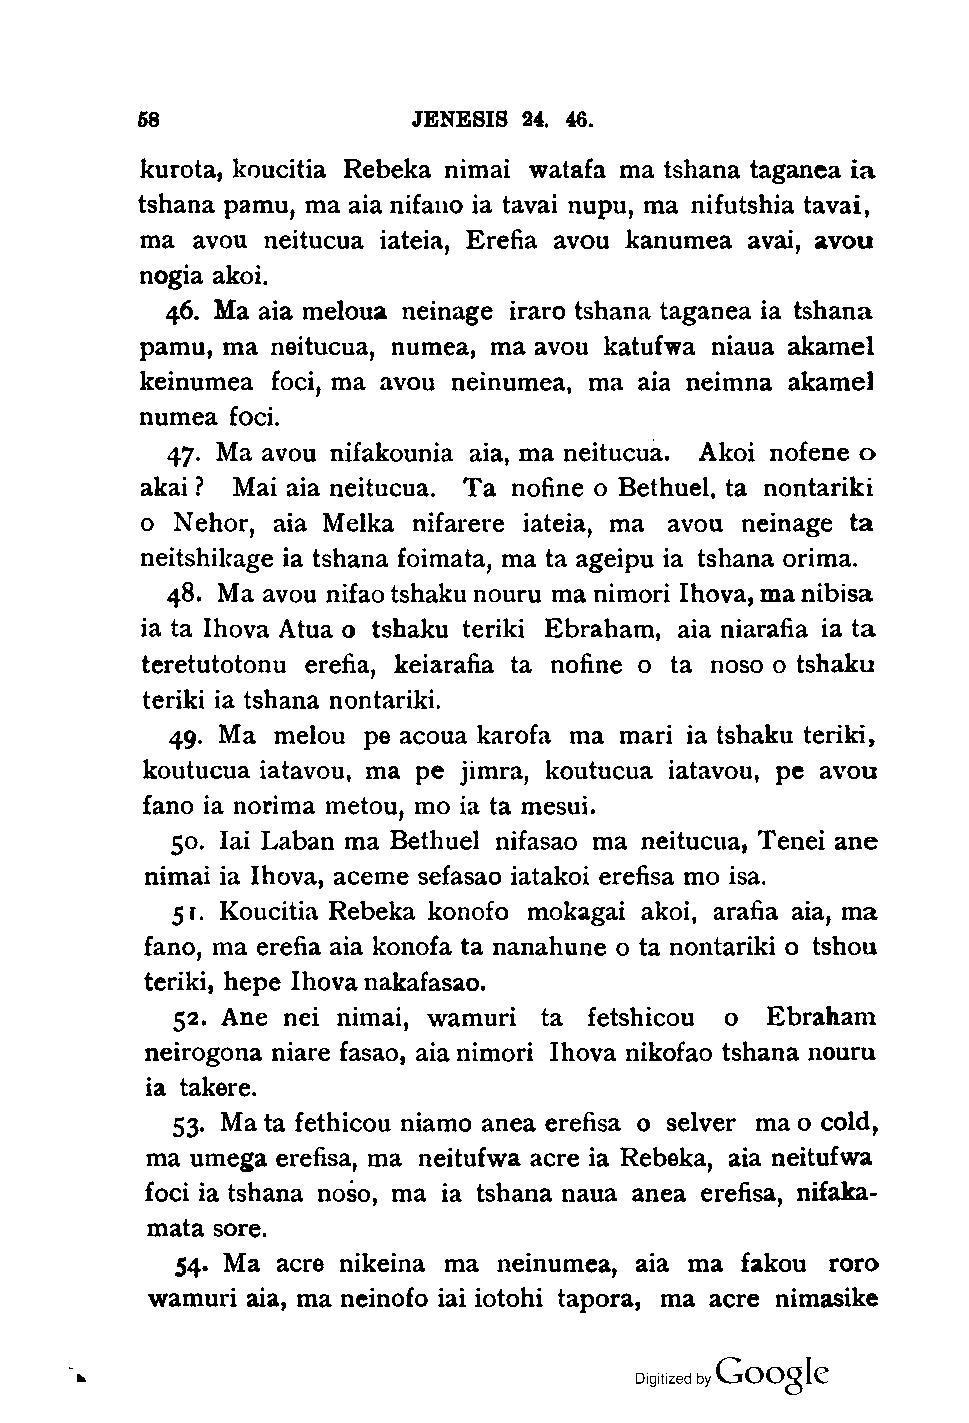 58 JENESIS 24. 46.
kurota, koucitia Rebeka nimai watafa ma tshana taganea ia
tshana pamu, ma aia nifano ia tavai nupu, ma nifutshia tavai,
ma avou neitucua iateia, Erefia avou kanumea avai, avou
nogia akoi.
46. Ma aia meloua neinage iraro tshana taganea ia tshana
pamu, ma neitucua, numea, ma avou katufwa niaua akamel
keinumea foci, ma avou neinumea, ma aia neimna akamel
numea foci.
47. Ma avou nifakounia aia, ma neitucua. Akoi nofene o
akai ? Mai aia neitucua. Ta nofine o Bethuel, ta nontariki
o Nehor, aia Melka nifarere iateia, ma avou neinage ta
neitshikage ia tshana foimata, ma ta ageipu ia tshana orima.
48. Ma avou nifao tshaku nouru ma nimori Ihova, ma nibisa
ia ta Ihova Atua o tshaku teriki Ebraham, aia niarafia ia ta
teretutotonu erefia, keiarafia ta nofine o ta noso o tshaku
teriki ia tshana nontariki.
49. Ma melou pe acoua karofa ma mari ia tshaku teriki,
koutucua iatavou, ma pe jimra, koutucua iatavou, pe avou
fano ia norima metou, mo ia ta mesui.
50. Iai Laban ma Bethuel nifasao ma neitucua, Tenei ane
nimai ia Ihova, aceme sefasao iatakoi erefisa mo isa.
51. Koucitia Rebeka konofo mokagai akoi, arafia aia, ma
fano, ma erefia aia konofa ta nanahune o ta nontariki o tshou
teriki, hepe Ihova nakafasao.
52. Ane nei nimai, wamuri ta fetshicou o Ebraham
neirogona niare fasao, aia nimori Ihova nikofao tshana nouru
ia takere.
53. Ma ta fethicou niamo anea erefisa o selver ma o cold,
ma umega erefisa, ma neitufwa acre ia Rebeka, aia neitufwa
foci ia tshana noso, ma ia tshana naua anea erefisa, nifaka-
mata sore.
54. Ma acre nikeina ma neinumea, aia ma fakou roro
wamuri aia, ma neinofo iai iotohi tapora, ma acre nimasike
Digitized by Google